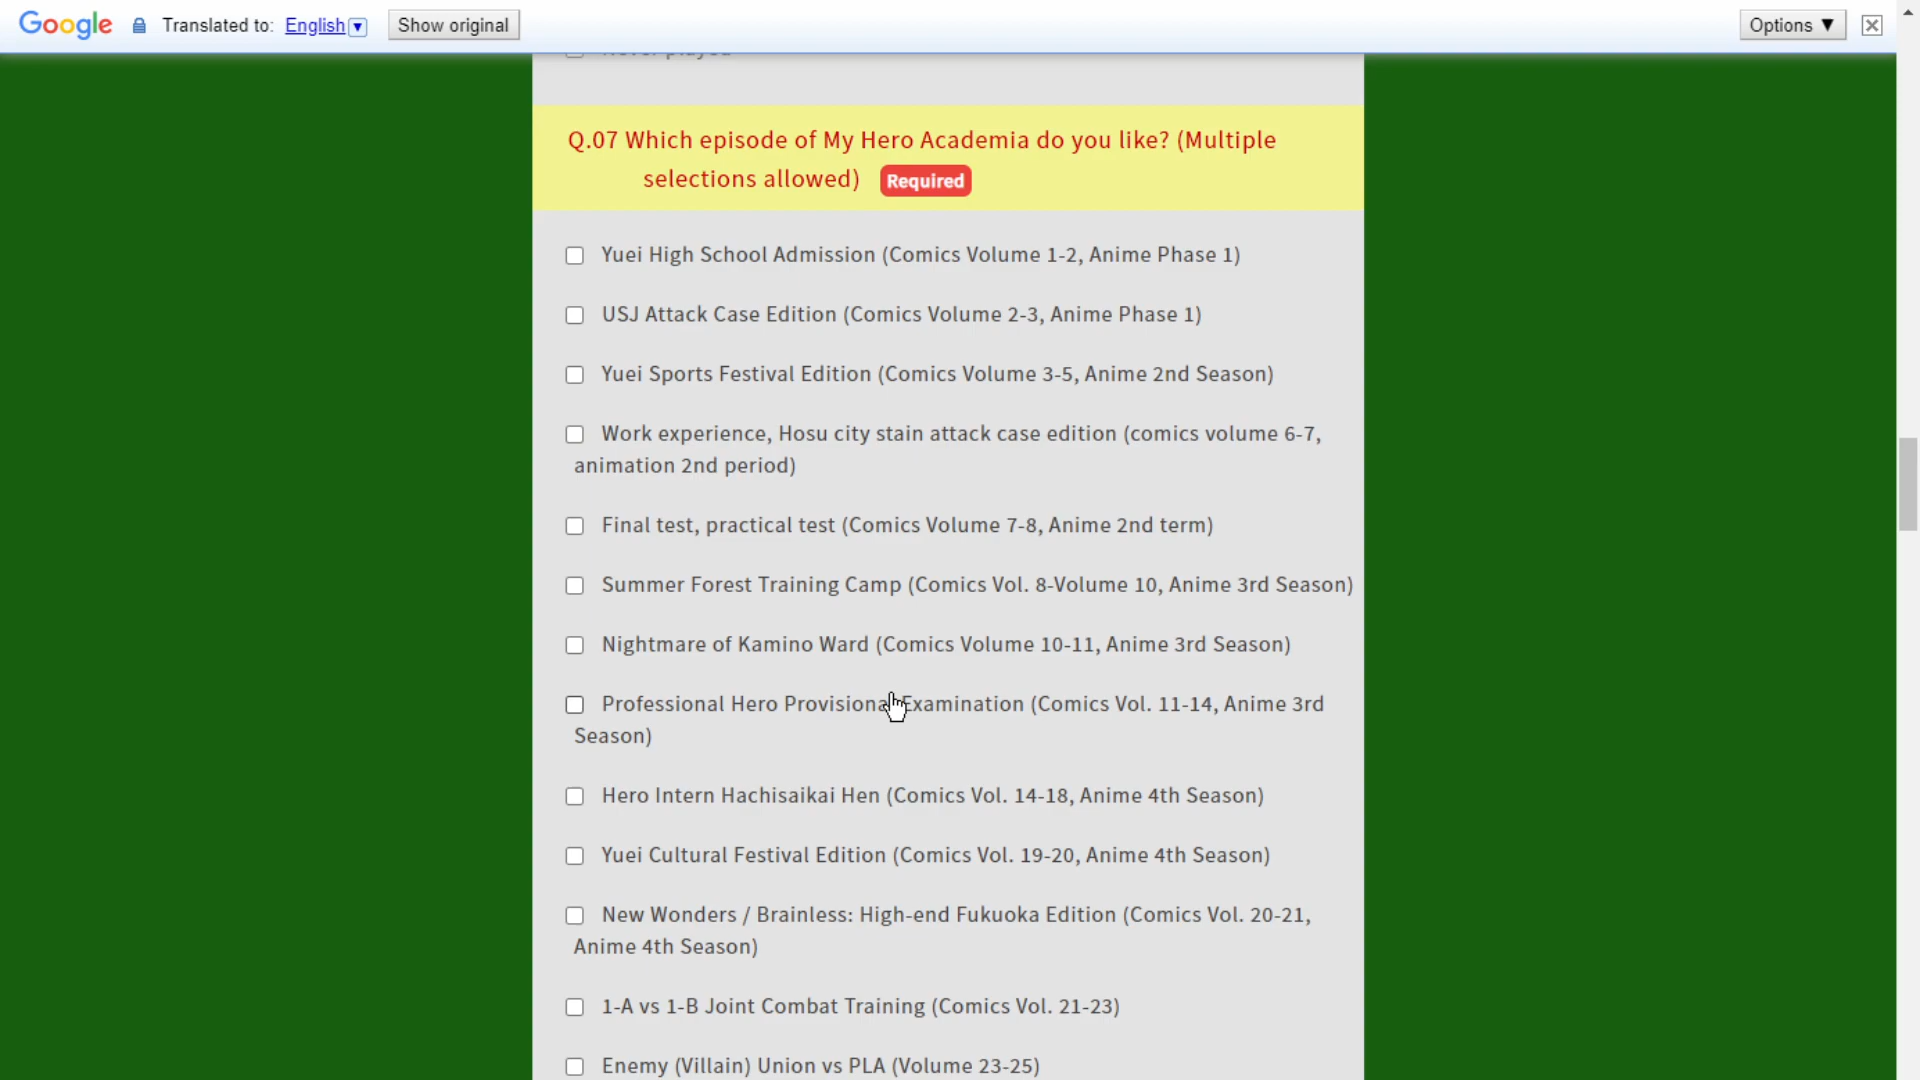 Google Translated to: English ▼ Show original Options ▼
Q.07 Which episode of My Hero Academia do you like? (Multiple
selections allowed) Required
Yuei High School Admission (Comics Volume 1-2, Anime Phase 1)
USJ Attack Case Edition (Comics Volume 2-3, Anime Phase 1)
Yuei Sports Festival Edition (Comics Volume 3-5, Anime 2nd Season)
Work experience, Hosu city stain attack case edition (comics volume 6-7,
animation 2nd period)
Final test, practical test (Comics Volume 7-8, Anime 2nd term)
Summer Forest Training Camp (Comics Vol. 8-Volume 10, Anime 3rd Season)
Nightmare of Kamino Ward (Comics Volume 10-11, Anime 3rd Season)
Professional Hero Provisional Examination (Comics Vol. 11-14, Anime 3rd
Season)
Hero Intern Hachisaikai Hen (Comics Vol. 14-18, Anime 4th Season)
Yuei Cultural Festival Edition (Comics Vol. 19-20, Anime 4th Season)
New Wonders / Brainless: High-end Fukuoka Edition (Comics Vol. 20-21,
Anime 4th Season)
1-A vs 1-B Joint Combat Training (Comics Vol. 21-23)
Enemy (Villain) Union vs PLA (Volume 23-25)